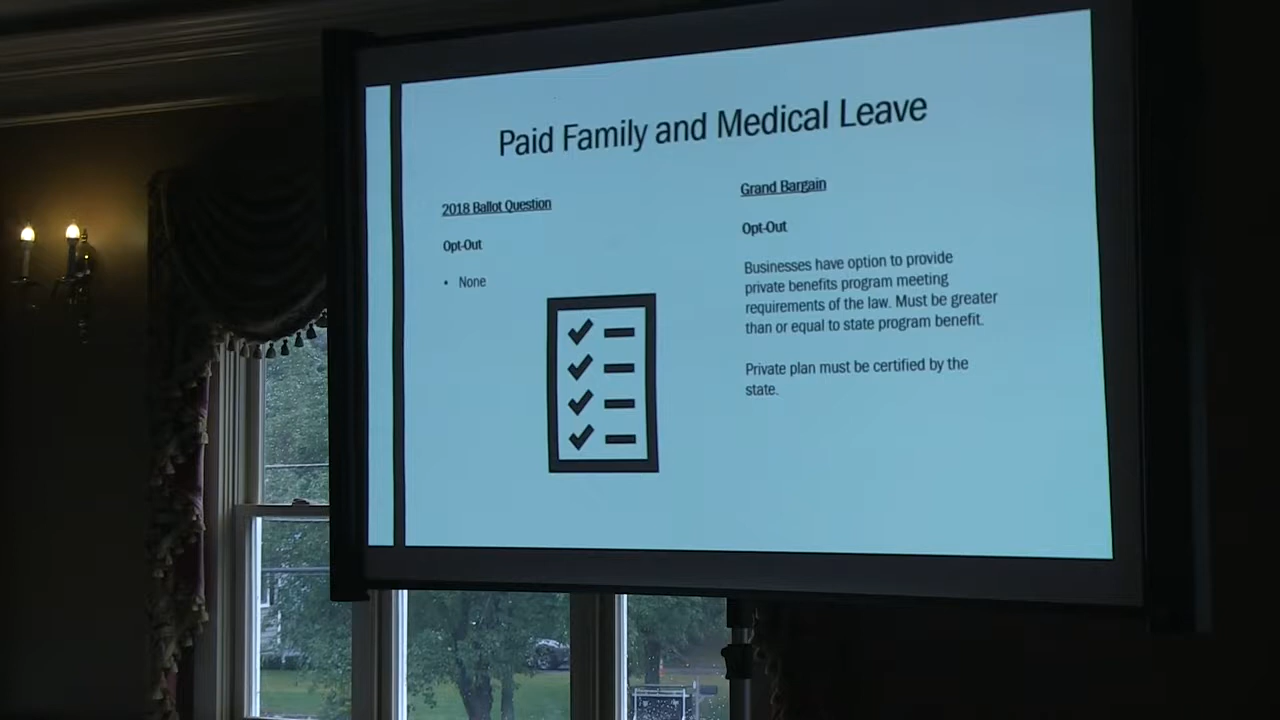 Paid Family and Medical Leave
2018 Ballot Question
Opt-Out
• None
Grand Bargain
Opt-Out
Businesses have option to provide
private benefits program meeting
requirements of the law. Must be greater
than or equal to state program benefit.
Private plan must be certified by the
state.